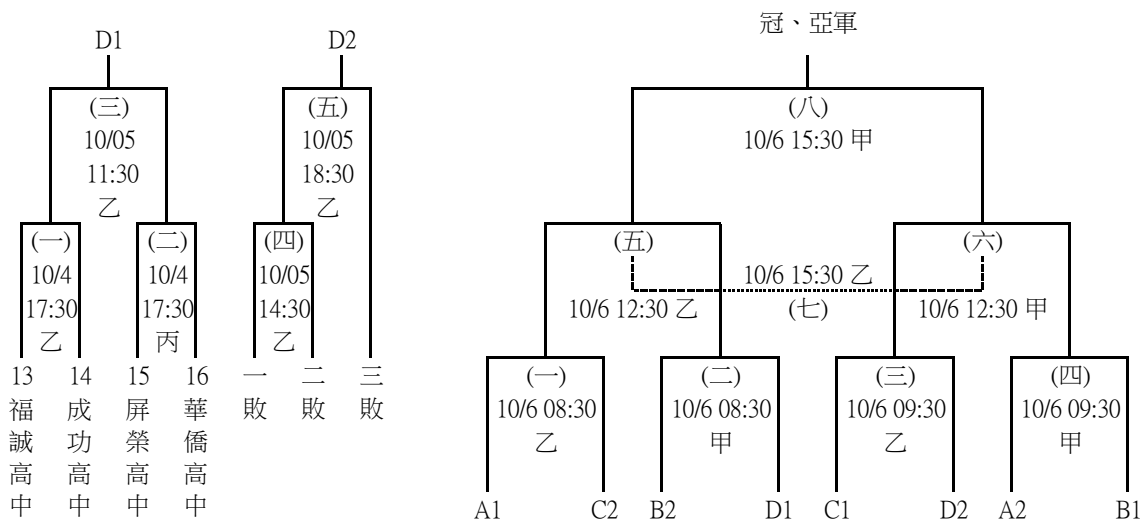 冠、亞軍
D1
D2
(三)
10/05
11:30
乙
(五)
10/05
18:30
乙
(八)
10/6 15:30 甲
(一)
10/4
17:30
乙
(二)
10/4
17:30
丙
(四)
10/05
14:30
乙
13
福誠高中
14
成功高中
15
屏榮高中
16
華僑高中
一敗
二敗
三敗
(五)
10/6 12:30 乙
(六)
10/6 12:30 甲
10/6 15:30 乙
(七)
(一)
10/6 08:30
乙
(二)
10/6 08:30
甲
(三)
10/6 09:30
乙
(四)
10/6 09:30
甲
A1
C2
B2
D1
C1
D2
A2
B1